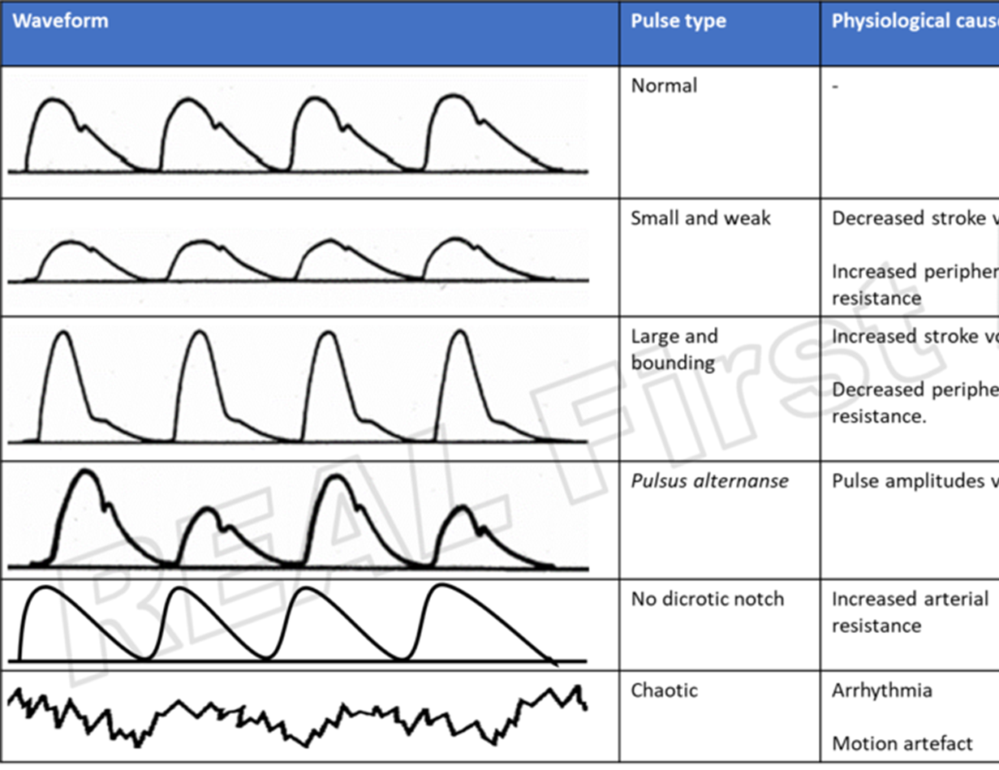 Waveform
Pulse type
Physiological caus
Normal
-
Small and weak
Decreased stroke v
Increased peripher
resistance
Large and
bounding
Increased stroke vo
Decreased periphe
resistance.
Pulsus alternanse
Pulse amplitudes v
No dicrotic notch
Increased arterial
resistance
Chaotic
Arrhythmia
Motion artefact
REAL First